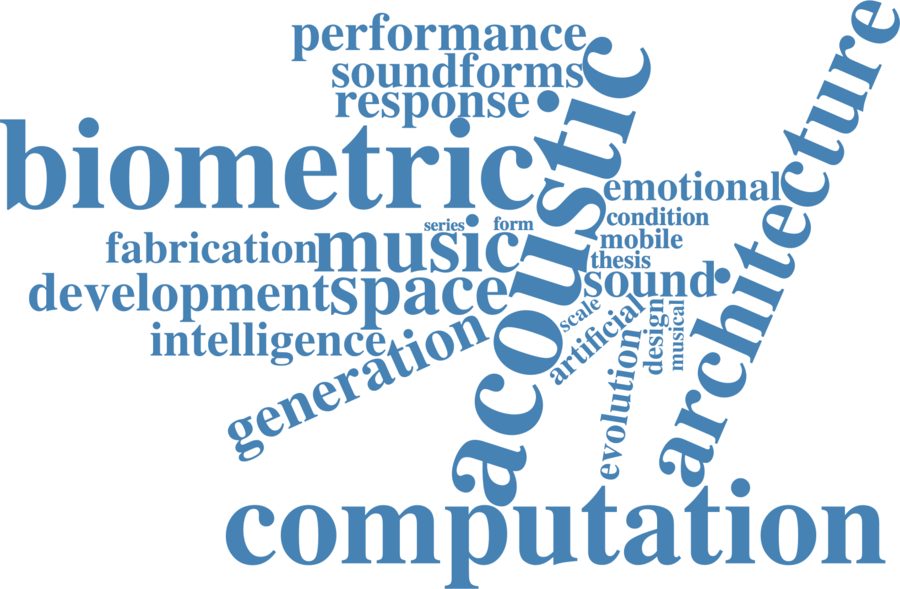 performance
soundforms
response
biometric
acoustic
architecture
emotional
condition
series
form
mobile
fabrication
music
thesis
sound
development
space
scale
artificial
design
musical
intelligence
generation
evolution
computation